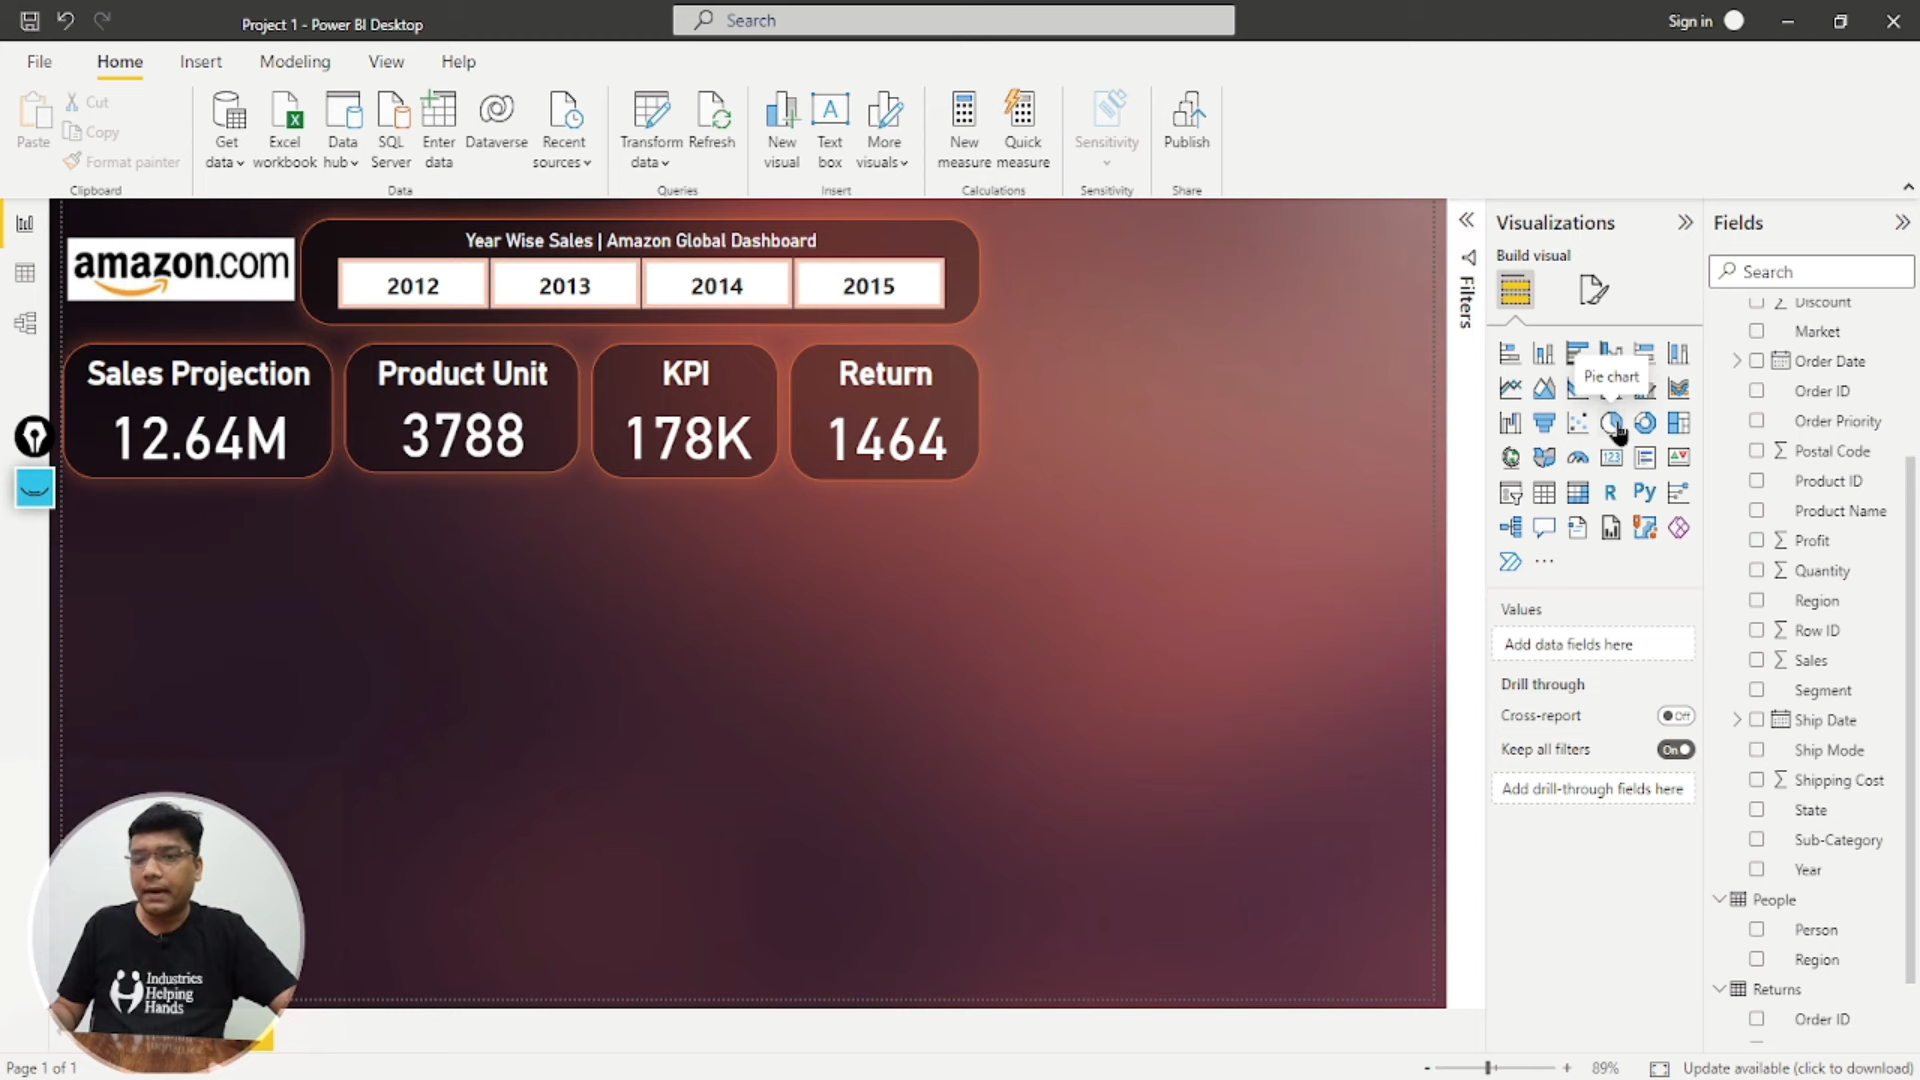 Project 1 - Power BI Desktop
Search
Sign in
File
Home
Insert
Modeling
View
Help
Paste
Cut
Copy
Format painter
Clipboard
Get data
Excel workbook
Data hub
SQL Server
Enter data
Dataverse
Recent sources
Data
Transform data
Refresh
Queries
New visual
Text box
More visuals
Insert
New measure
Quick measure
Calculations
Sensitivity
Sensitivity
Publish
Share
amazon.com
Year Wise Sales | Amazon Global Dashboard
2012
2013
2014
2015
Sales Projection
12.64M
Product Unit
3788
KPI
178K
Return
1464
Industries
Helping
Hands
Filters
Visualizations
Build visual
Pie chart
123
R
Py
Values
Add data fields here
Drill through
Cross-report
Off
Keep all filters
On
Add drill-through fields here
Fields
Search
Discount
Market
Order Date
Order ID
Order Priority
Postal Code
Product ID
Product Name
Profit
Quantity
Region
Row ID
Sales
Segment
Ship Date
Ship Mode
Shipping Cost
State
Sub-Category
Year
People
Person
Region
Returns
Order ID
Page 1 of 1
- + 89%
Update available (click to download)